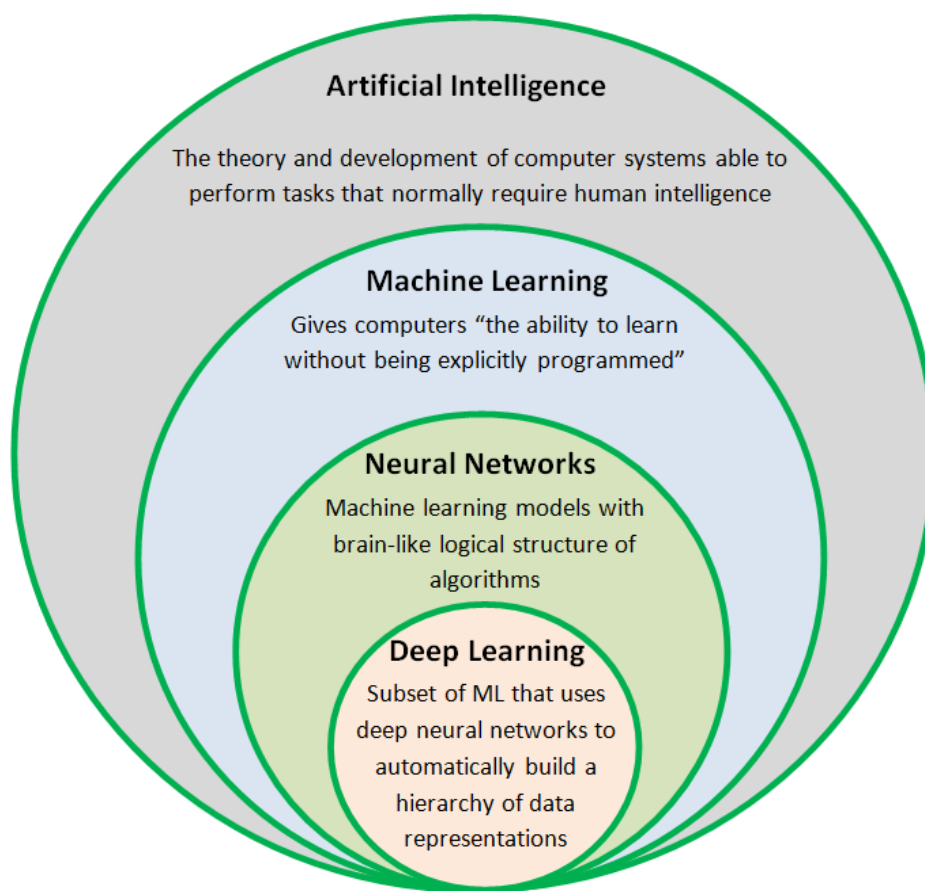 Artificial Intelligence
The theory and development of computer systems able to
perform tasks that normally require human intelligence
Machine Learning
Gives computers “the ability to learn
without being explicitly programmed”
Neural Networks
Machine learning models with
brain-like logical structure of
algorithms
Deep Learning
Subset of ML that uses
deep neural networks to
automatically build a
hierarchy of data
representations